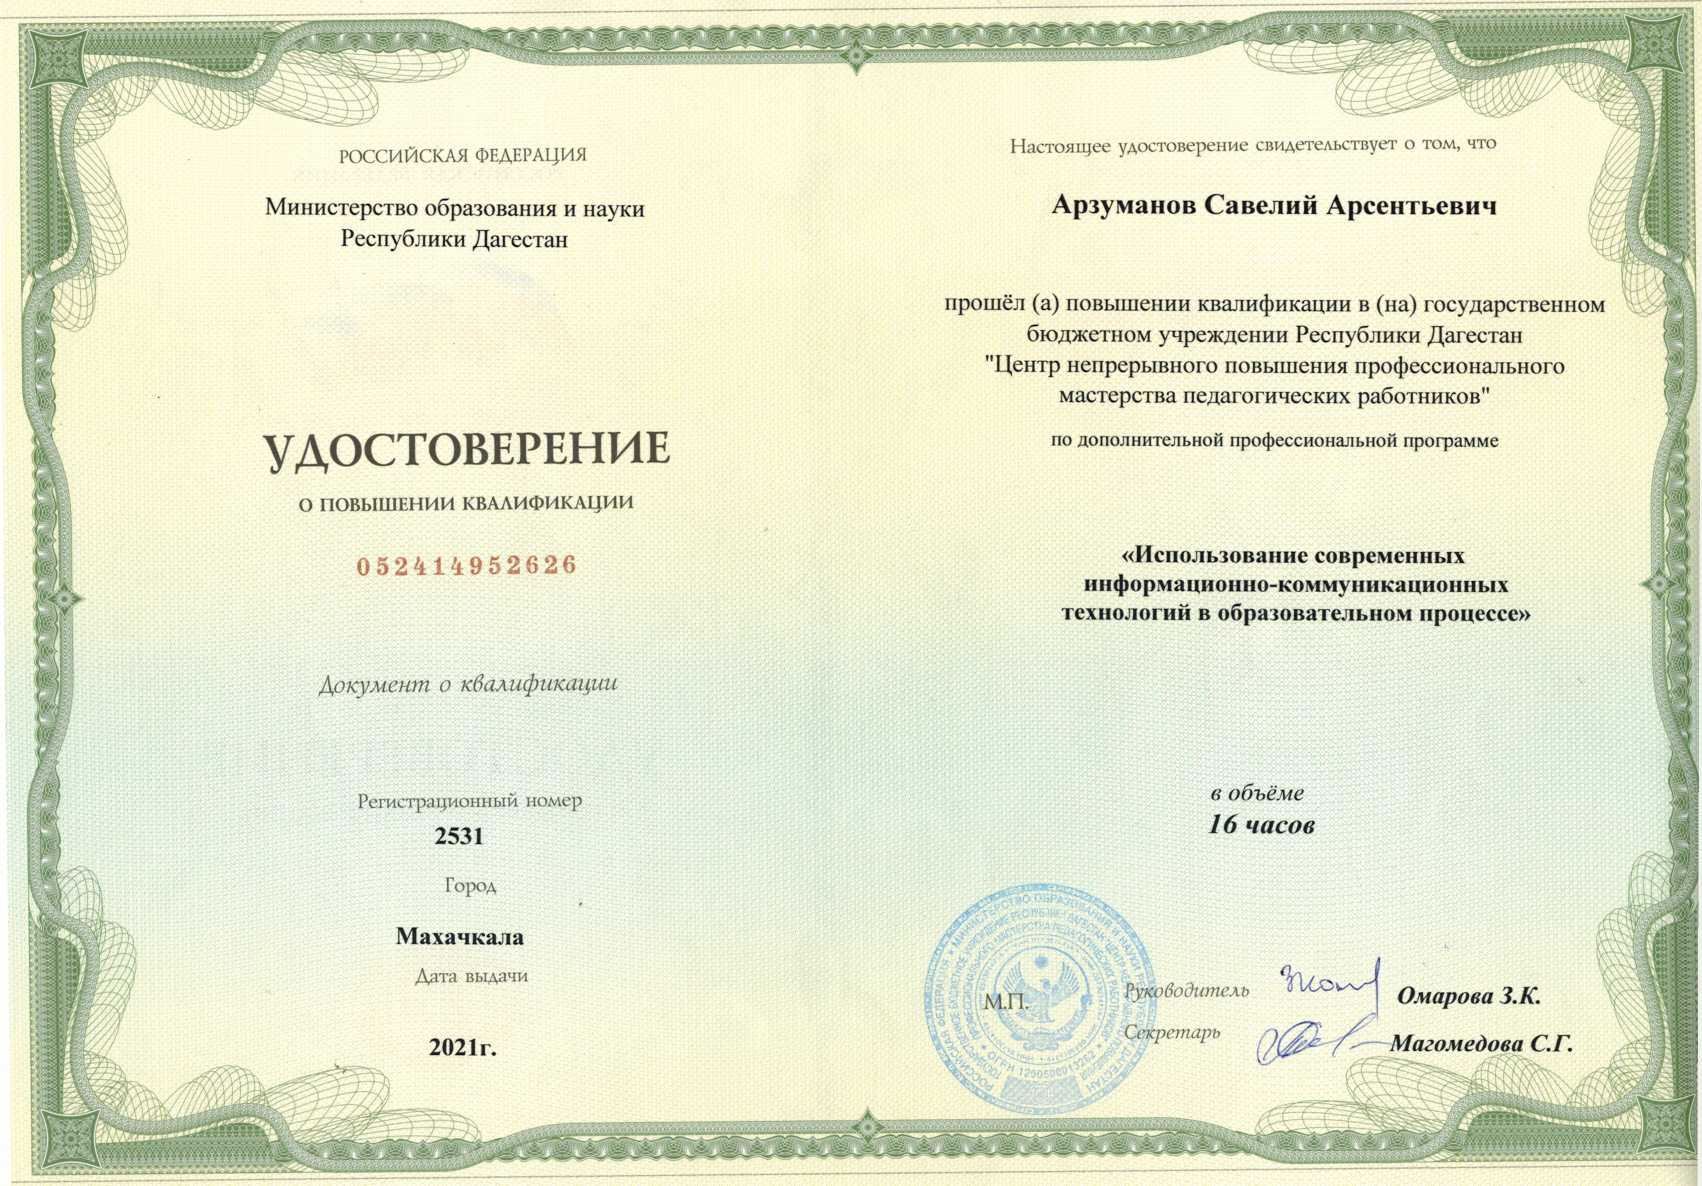 РОССИЙСКАЯ ФЕДЕРАЦИЯ
Министерство образования и науки
Республики Дагестан
УДОСТОВЕРЕНИЕ
О ПОВЫШЕНИИ КВАЛИФИКАЦИИ
052414952626
Документ о квалификации
Регистрационный номер
2531
Город
Махачкала
Дата выдачи
2021г.
Настоящее удостоверение свидетельствует о том, что
Арзуманов Савелий Арсентьевич
прошёл (а) повышении квалификации в (на) государственном
бюджетном учреждении Республики Дагестан
"Центр непрерывного повышения профессионального
мастерства педагогических работников"
по дополнительной профессиональной программе
«Использование современных
информационно-коммуникационных
технологий в образовательном процессе»
в объёме
16 часов
М.П.
Руководитель
Омарова З.К.
Секретарь
Магомедова С.Г.